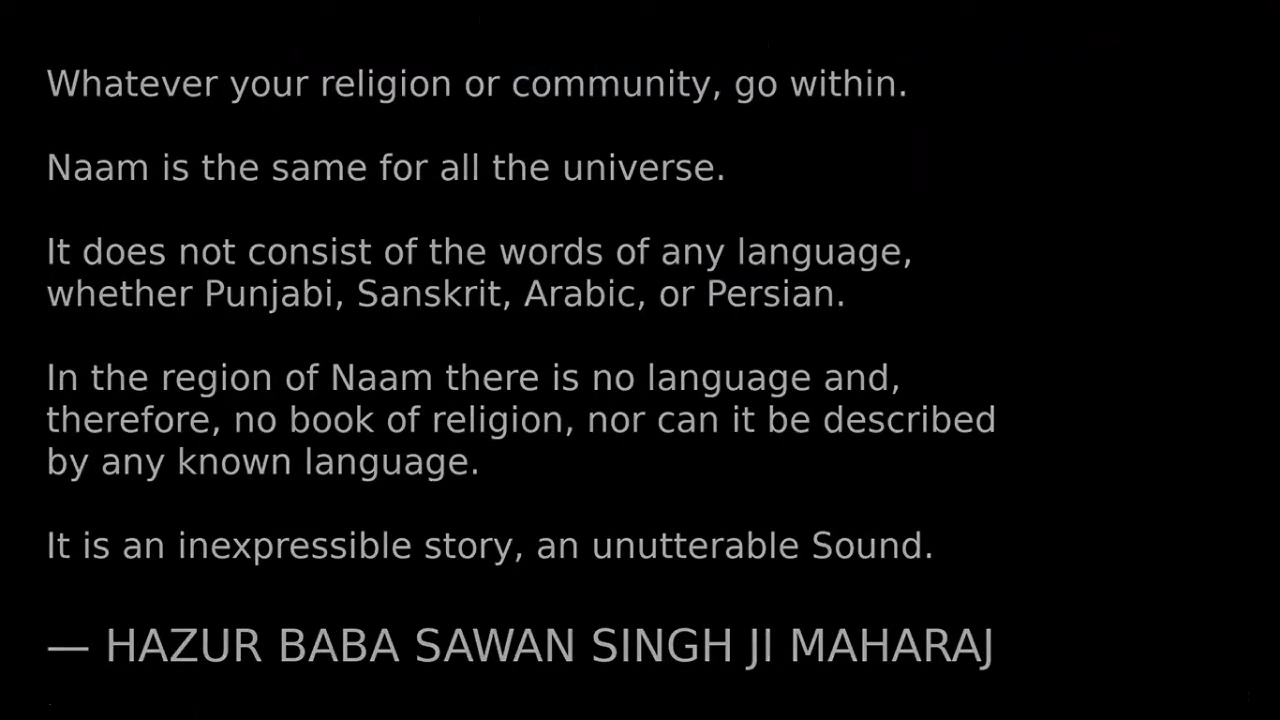 Whatever your religion or community, go within.
Naam is the same for all the universe.
It does not consist of the words of any language,
whether Punjabi, Sanskrit, Arabic, or Persian.
In the region of Naam there is no language and,
therefore, no book of religion, nor can it be described
by any known language.
It is an inexpressible story, an unutterable Sound.
— HAZUR BABA SAWAN SINGH JI MAHARAJ